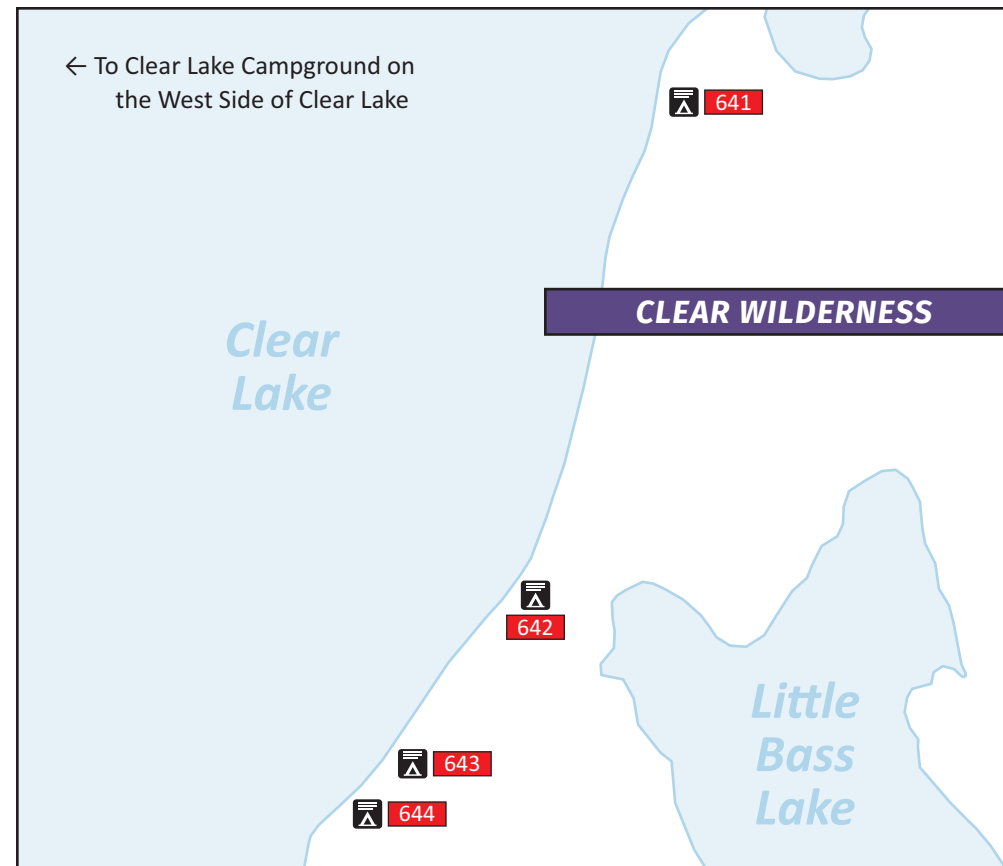 ← To Clear Lake Campground on
the West Side of Clear Lake
641
CLEAR WILDERNESS
Clear
Lake
642
Little
Bass
Lake
643
644